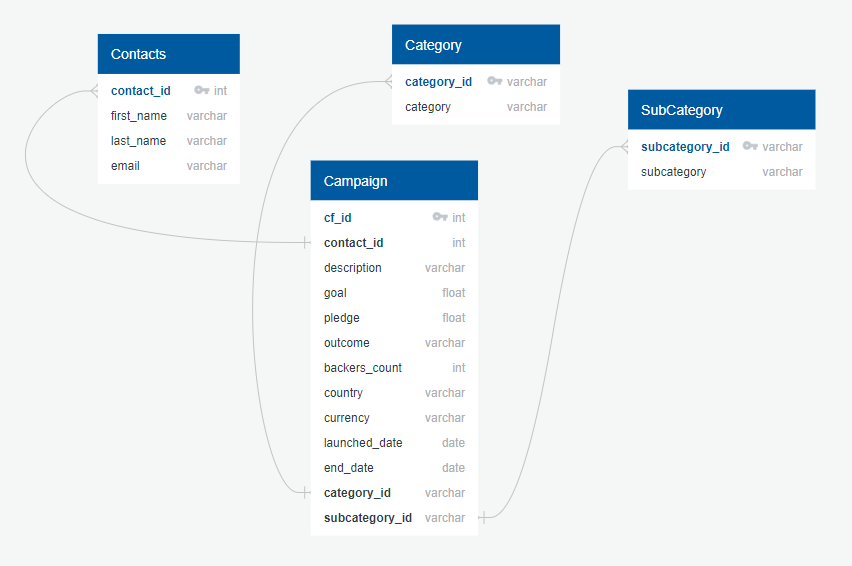 Contacts
contact_id int
first_name varchar
last_name varchar
email varchar
Category
category_id varchar
category varchar
SubCategory
subcategory_id varchar
subcategory varchar
Campaign
cf_id int
contact_id int
description varchar
goal float
pledge float
outcome varchar
backers_count int
country varchar
currency varchar
launched_date date
end_date date
category_id varchar
subcategory_id varchar